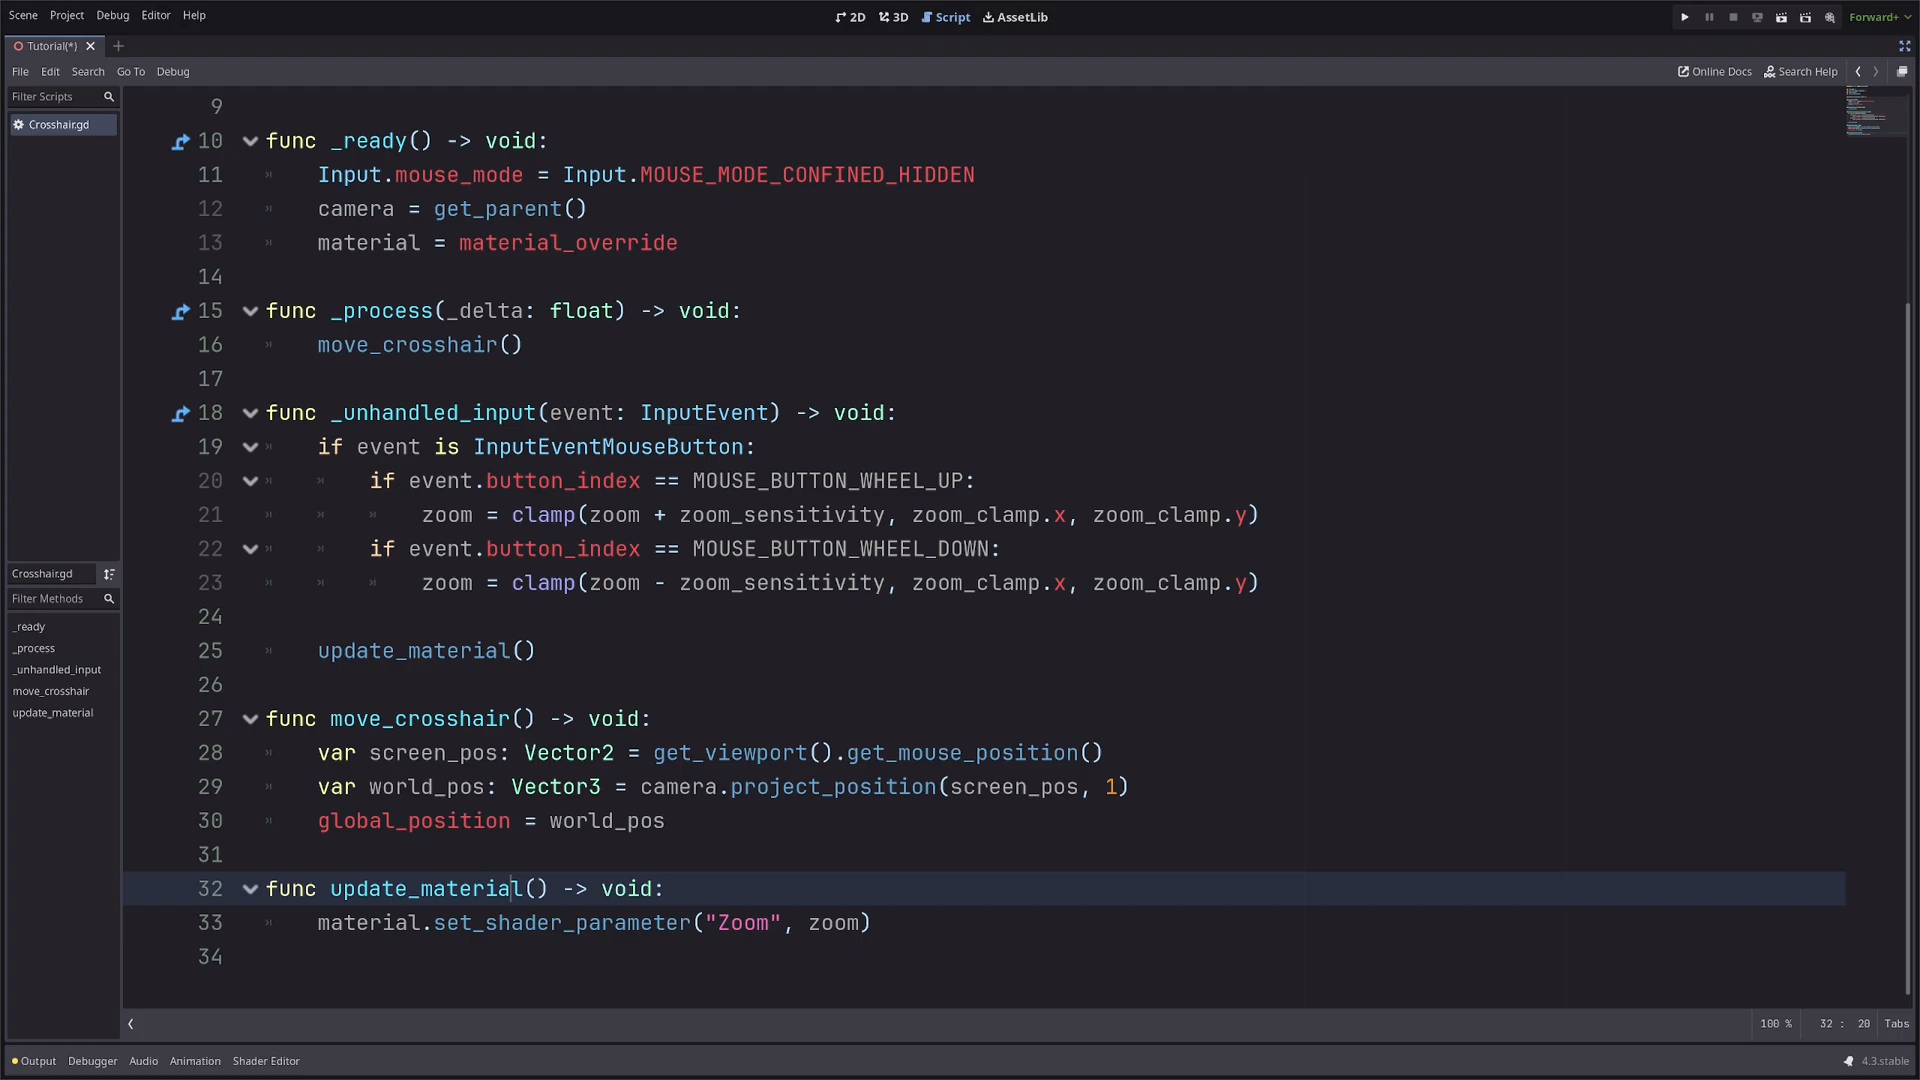 Scene Project Debug Editor Help
2D 3D Script AssetLib
Forward+
Tutorial(*)
File Edit Search Go To Debug
Online Docs Search Help
Filter Scripts
Crosshair.gd
9
10 func _ready() -> void:
11 Input.mouse_mode = Input.MOUSE_MODE_CONFINED_HIDDEN
12 camera = get_parent()
13 material = material_override
14
15 func _process(_delta: float) -> void:
16 move_crosshair()
17
18 func _unhandled_input(event: InputEvent) -> void:
19 if event is InputEventMouseButton:
20 if event.button_index == MOUSE_BUTTON_WHEEL_UP:
21 zoom = clamp(zoom + zoom_sensitivity, zoom_clamp.x, zoom_clamp.y)
22 if event.button_index == MOUSE_BUTTON_WHEEL_DOWN:
23 zoom = clamp(zoom - zoom_sensitivity, zoom_clamp.x, zoom_clamp.y)
24
25 update_material()
26
27 func move_crosshair() -> void:
28 var screen_pos: Vector2 = get_viewport().get_mouse_position()
29 var world_pos: Vector3 = camera.project_position(screen_pos, 1)
30 global_position = world_pos
31
32 func update_material() -> void:
33 material.set_shader_parameter("Zoom", zoom)
34
Crosshair.gd
Filter Methods
_ready
_process
_unhandled_input
move_crosshair
update_material
100 % 32 : 20 Tabs
Output Debugger Audio Animation Shader Editor
4.3.stable